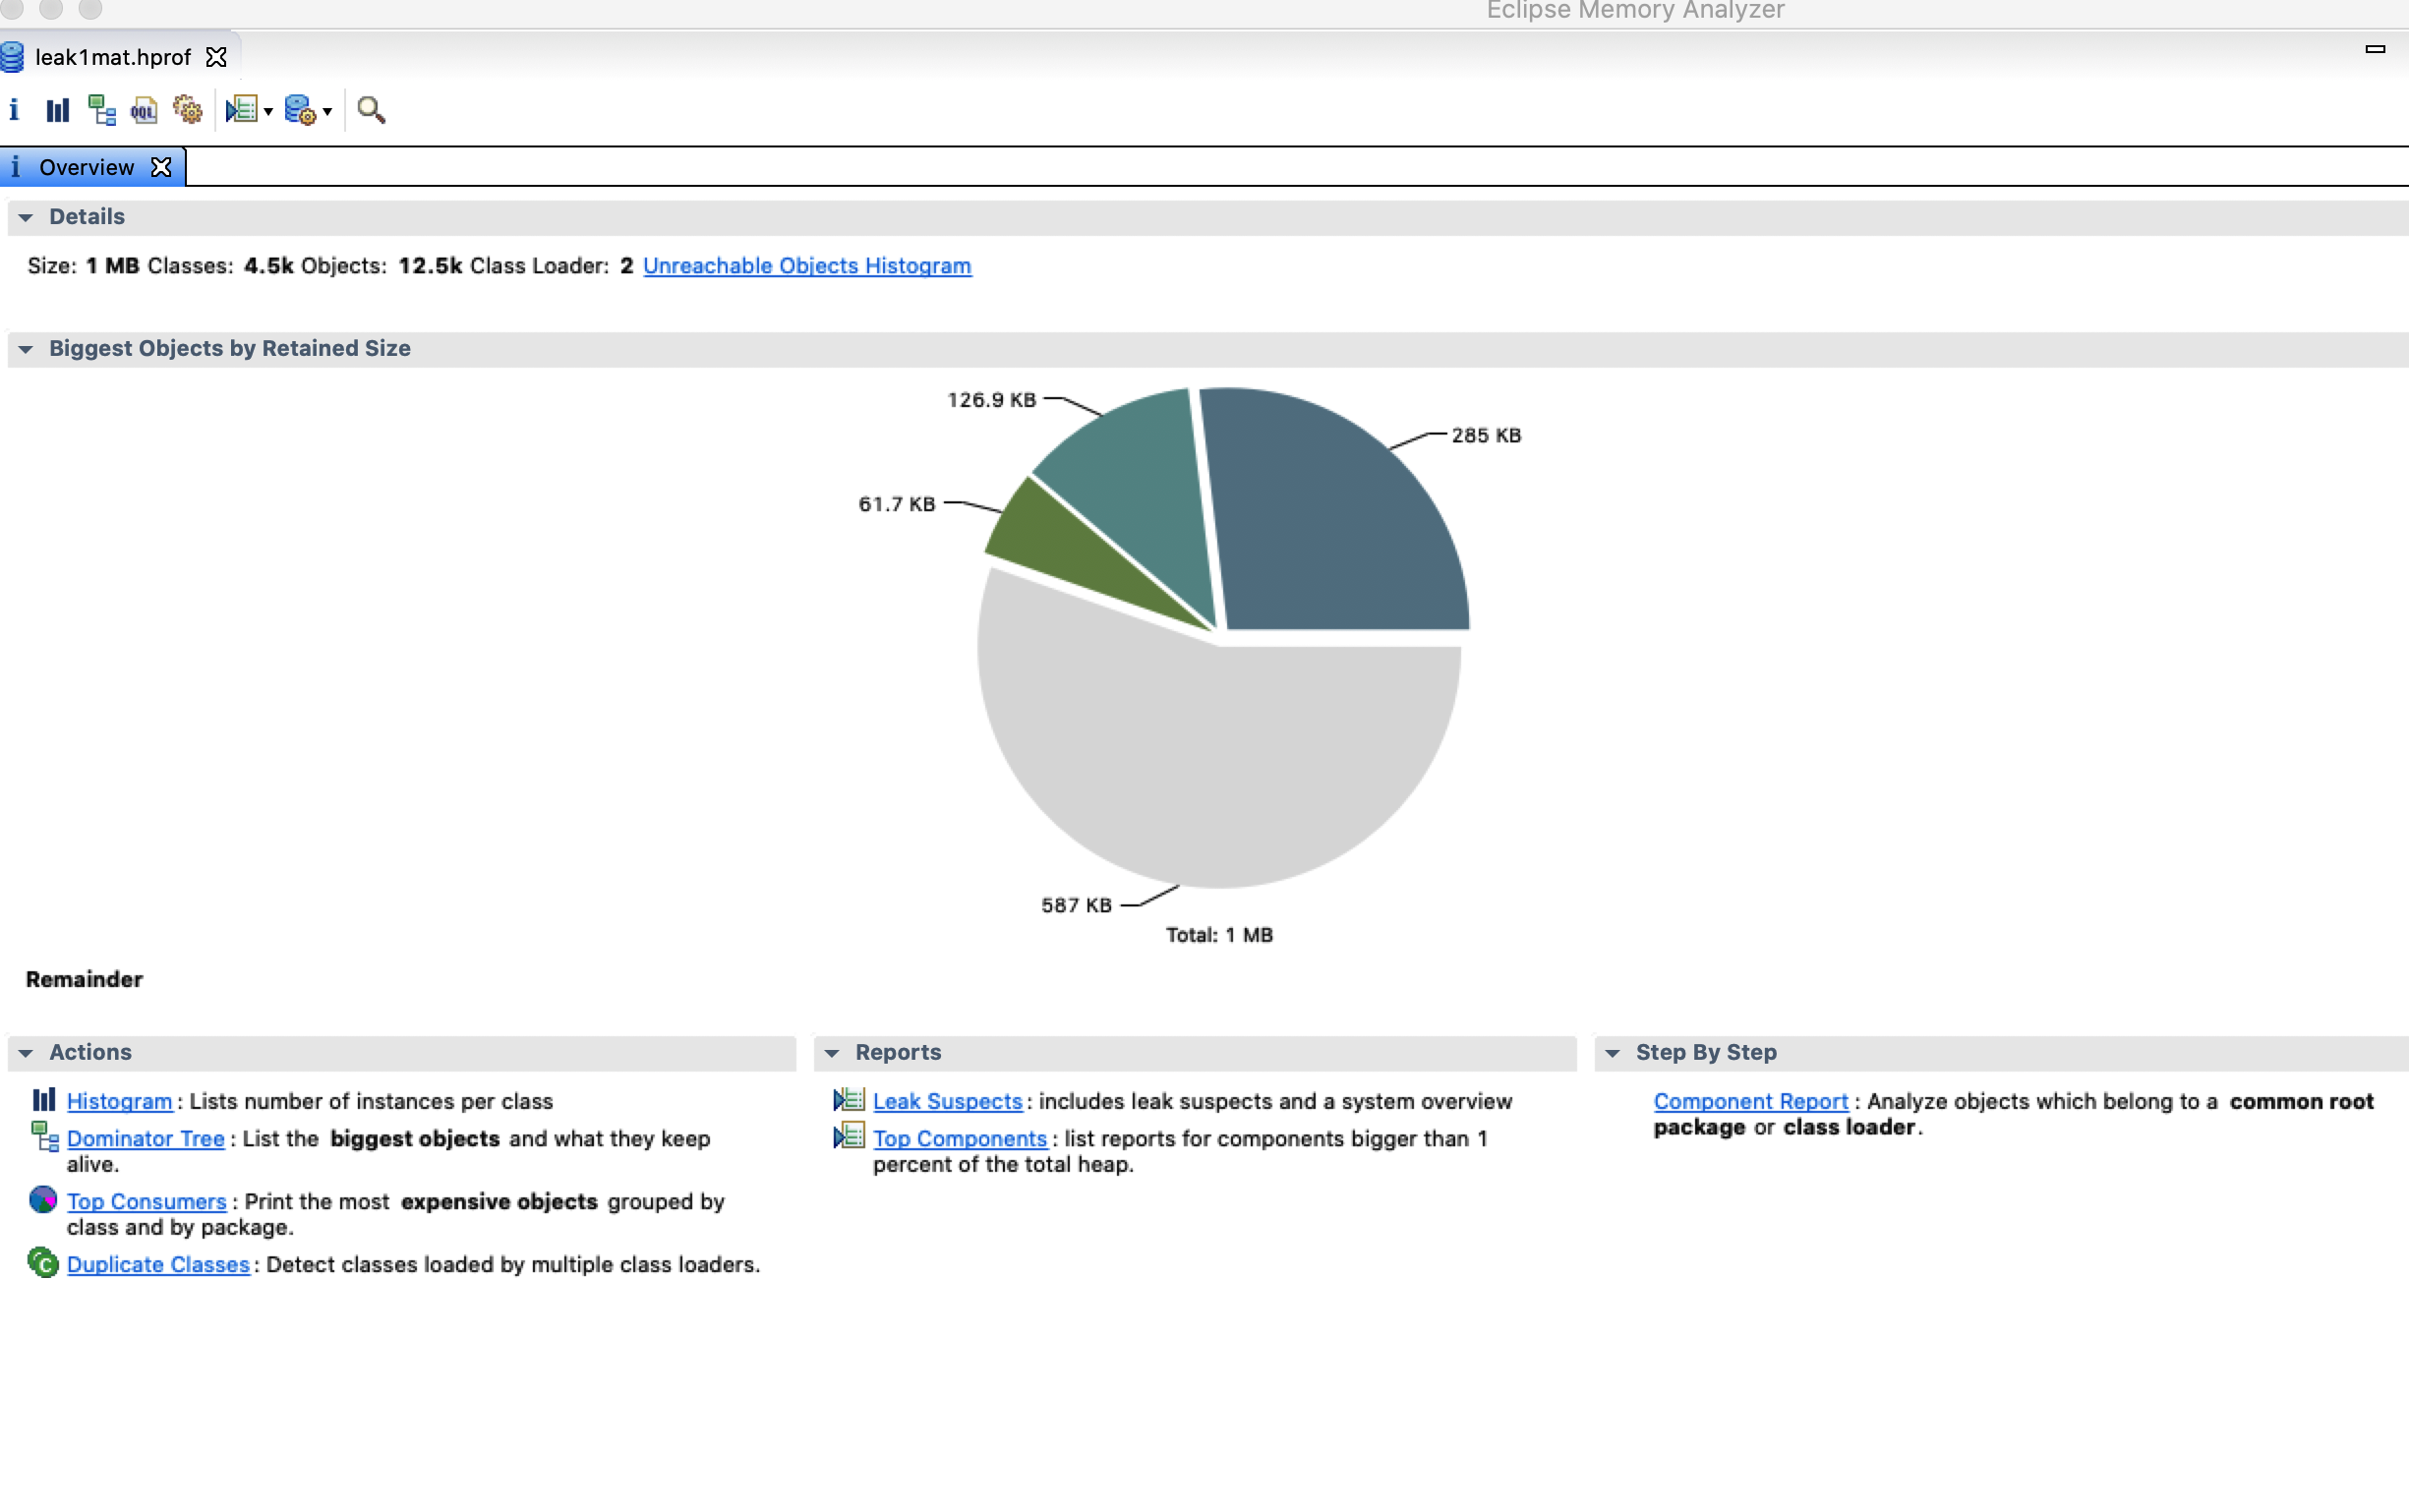 Eclipse Memory Analyzer
leak1mat.hprof
i OQL
i Overview
Details
Size: 1 MB Classes: 4.5k Objects: 12.5k Class Loader: 2 Unreachable Objects Histogram
Biggest Objects by Retained Size
126.9 KB
285 KB
61.7 KB
587 KB
Total: 1 MB
Remainder
Actions
Histogram: Lists number of instances per class
Dominator Tree: List the biggest objects and what they keep
alive.
Top Consumers: Print the most expensive objects grouped by
class and by package.
C Duplicate Classes: Detect classes loaded by multiple class loaders.
Reports
Leak Suspects: includes leak suspects and a system overview
Top Components: list reports for components bigger than 1
percent of the total heap.
Step By Step
Component Report: Analyze objects which belong to a common root
package or class loader.